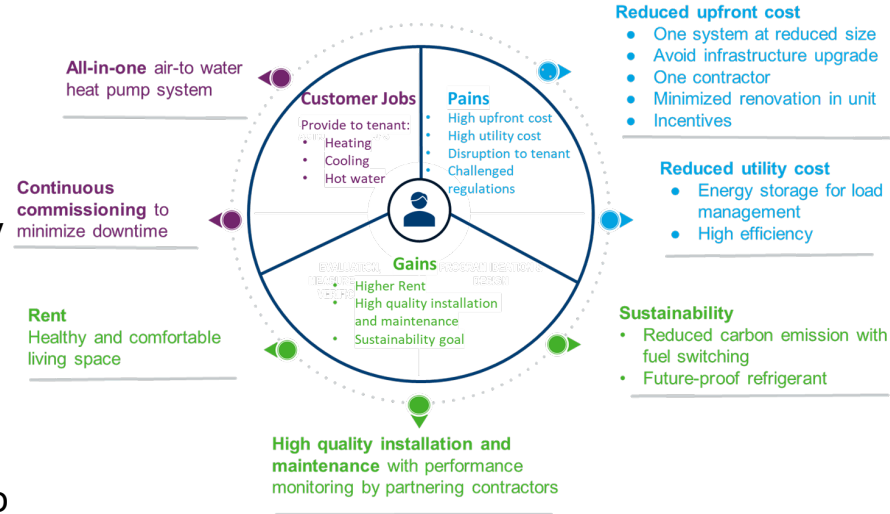 Reduced upfront cost
● One system at reduced size
● Avoid infrastructure upgrade
● One contractor
● Minimized renovation in unit
● Incentives
All-in-one air-to water
heat pump system
Customer Jobs
Provide to tenant:
• Heating
• Cooling
• Hot water
Pains
• High upfront cost
• High utility cost
• Disruption to tenant
• Challenged
regulations
Reduced utility cost
● Energy storage for load
management
● High efficiency
Continuous
commissioning to
minimize downtime
Gains
• Higher Rent
• High quality installation
and maintenance
• Sustainability goal
Rent
Healthy and comfortable
living space
Sustainability
• Reduced carbon emission with
fuel switching
• Future-proof refrigerant
High quality installation and
maintenance with performance
monitoring by partnering contractors